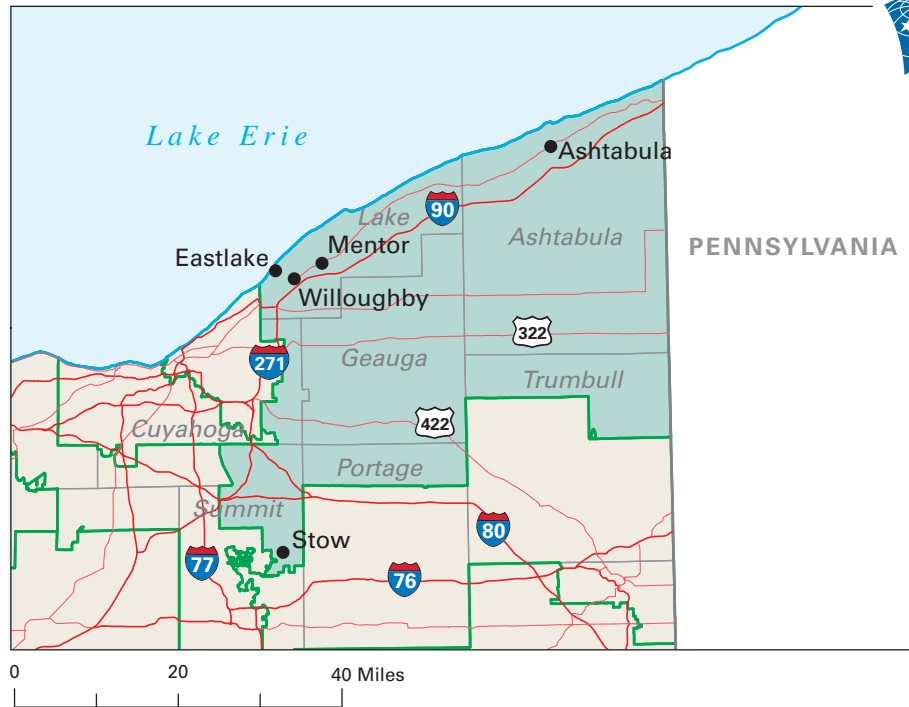 Lake Erie
Ashtabula
90
Lake
Ashtabula
PENNSYLVANIA
Mentor
Eastlake
Willoughby
322
271
Geauga
Trumbull
422
Cuyahoga
Portage
Summit
80
Stow
77
76
0 20 40 Miles